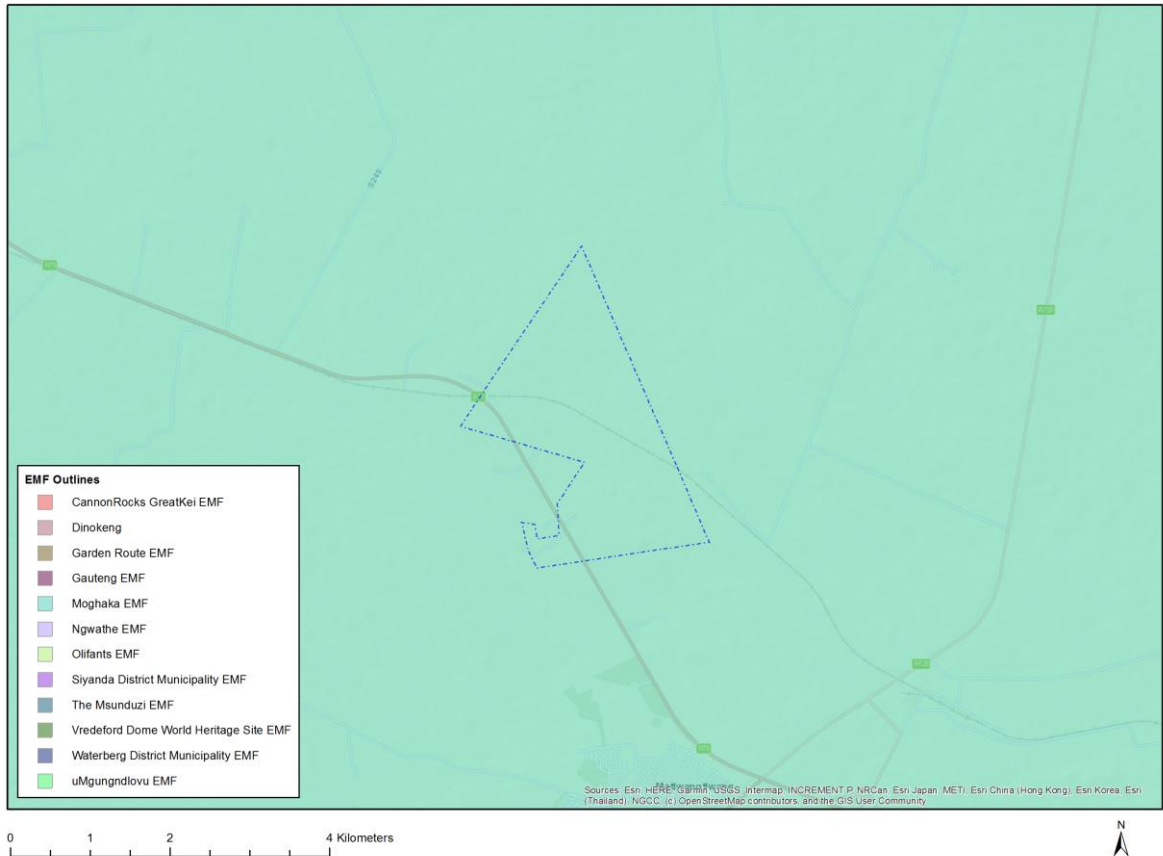 S249
EMF Outlines
CannonRocks GreatKei EMF
Dinokeng
Garden Route EMF
Gauteng EMF
Moghaka EMF
Ngwathe EMF
Olifants EMF
Siyanda District Municipality EMF
The Msunduzi EMF
Vredeford Dome World Heritage Site EMF
Waterberg District Municipality EMF
uMgungndlovu EMF
Sources: Esri, HERE, Garmin, USGS, Intermap, INCREMENT P, NRCan, Esri Japan, METI, Esri China (Hong Kong), Esri Korea, Esri
(Thailand), NGCC, (c) OpenStreetMap contributors, and the GIS User Community
0 1 2 4 Kilometers
N